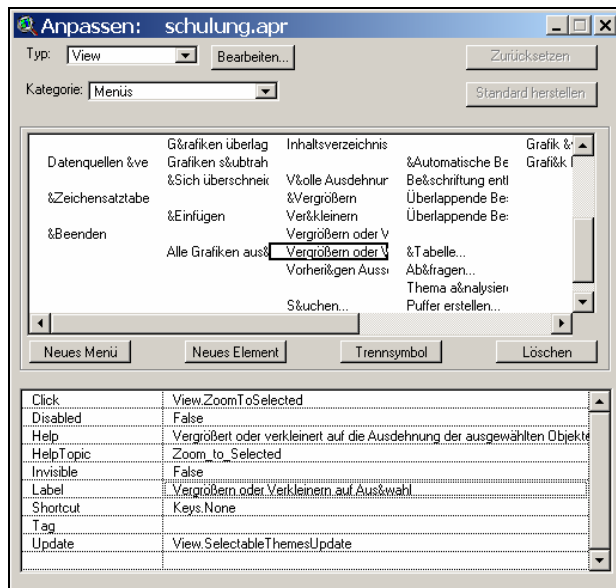 Anpassen: schulung.apr
Typ: View Bearbeiten... Zurücksetzen
Kategorie: Menüs Standard herstellen
G&rafiken überlag Inhaltsverzeichnis Grafik &
Datenquellen &ve Grafiken s&ubtrah &Automatische Be Grafi&k
&Sich überschneic V&olle Ausdehnur Be&schriftung entl
&Zeichensatztabe &Vergrößern Überlappende Be:
&Einfügen Ver&kleinern Überlappende Be:
&Beenden Vergrößern oder V
Alle Grafiken aus& Vergrößern oder V &Tabelle...
Vorheri&gen Auss Ab&fragen...
Thema a&nalysier
S&uchen... Puffer erstellen...
Neues Menü Neues Element Trennsymbol Löschen
Click View.ZoomToSelected
Disabled False
Help Vergrößert oder verkleinert auf die Ausdehnung der ausgewählten Objekte
HelpTopic Zoom_to_Selected
Invisible False
Label Vergrößern oder Verkleinern auf Aus&wahl
Shortcut Keys.None
Tag
Update View.SelectableThemesUpdate